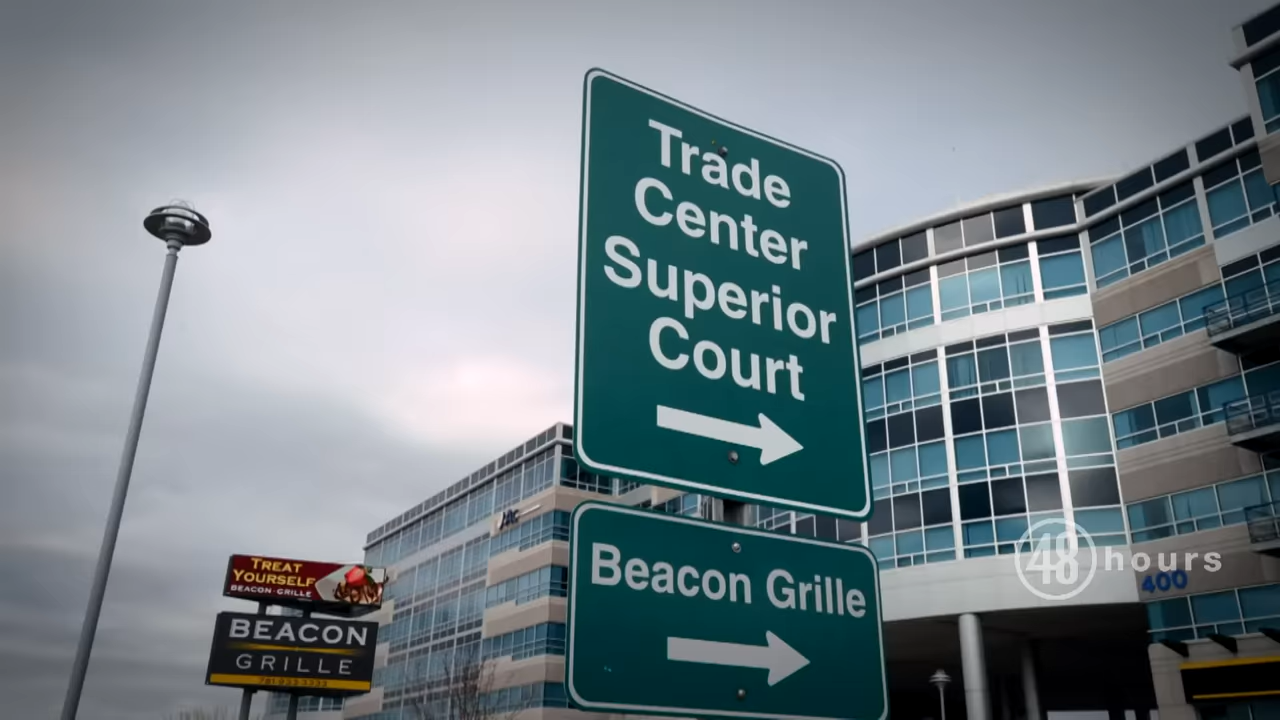 Trade
Center
Superior
Court
Beacon Grille
TREAT
YOURSELF
BEACON GRILLE
BEACON
GRILLE
400
48 hours